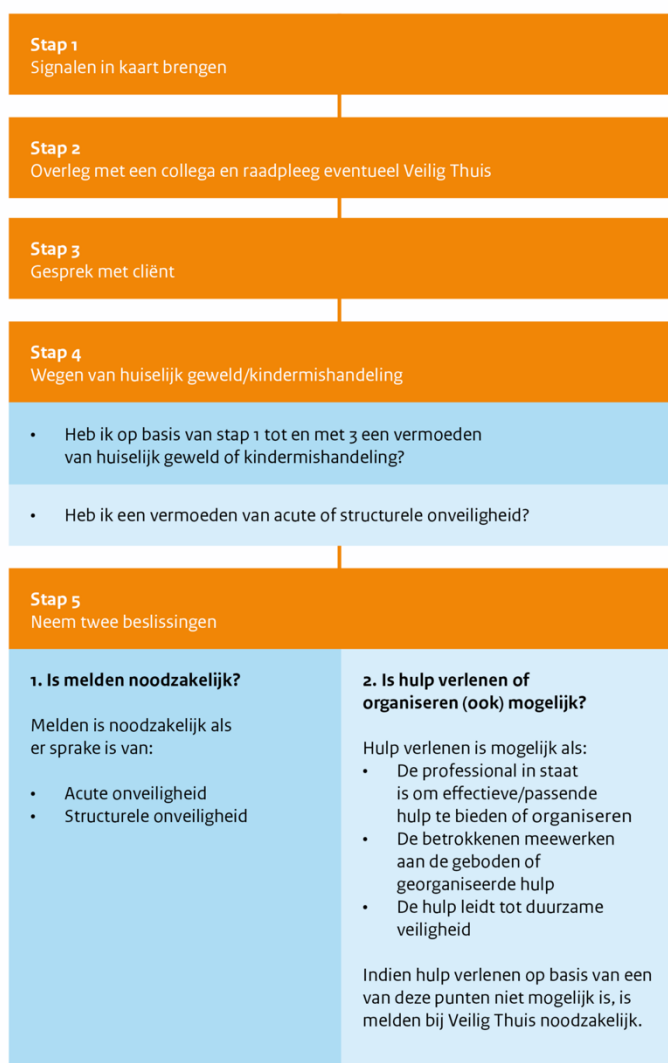 Stap 1
Signalen in kaart brengen
Stap 2
Overleg met een collega en raadpleeg eventueel Veilig Thuis
Stap 3
Gesprek met cliënt
Stap 4
Wegen van huiselijk geweld/kindermishandeling
• Heb ik op basis van stap 1 tot en met 3 een vermoeden
van huiselijk geweld of kindermishandeling?
• Heb ik een vermoeden van acute of structurele onveiligheid?
Stap 5
Neem twee beslissingen
1. Is melden noodzakelijk?
Melden is noodzakelijk als
er sprake is van:
• Acute onveiligheid
• Structurele onveiligheid
2. Is hulp verlenen of
organiseren (ook) mogelijk?
Hulp verlenen is mogelijk als:
• De professional in staat
is om effectieve/passende
hulp te bieden of organiseren
• De betrokkenen meewerken
aan de geboden of
georganiseerde hulp
• De hulp leidt tot duurzame
veiligheid
Indien hulp verlenen op basis van een
van deze punten niet mogelijk is, is
melden bij Veilig Thuis noodzakelijk.